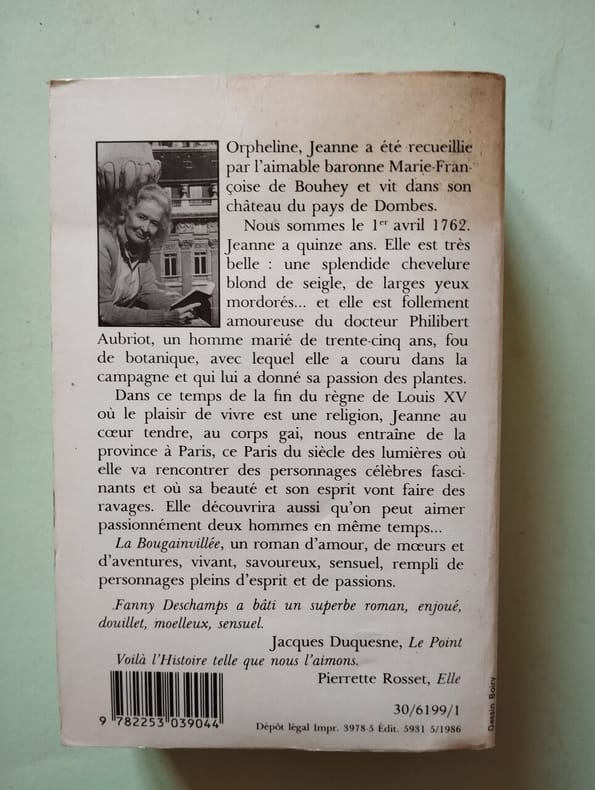 Orpheline, Jeanne a été recueillie
par l'aimable baronne Marie-Fran-
çoise de Bouhey et vit dans son
château du pays de Dombes.
Nous sommes le 1er avril 1762.
Jeanne a quinze ans. Elle est très
belle : une splendide chevelure
blond de seigle, de larges yeux
mordorés... et elle est follement
amoureuse du docteur Philibert
Aubriot, un homme marié de trente-cinq ans, fou
de botanique, avec lequel elle a couru dans la
campagne et qui lui a donné sa passion des plantes.
Dans ce temps de la fin du règne de Louis XV
où le plaisir de vivre est une religion, Jeanne au
cœur tendre, au corps gai, nous entraîne de la
province à Paris, ce Paris du siècle des lumières où
elle va rencontrer des personnages célèbres fasci-
nants et où sa beauté et son esprit vont faire des
ravages. Elle découvrira aussi qu'on peut aimer
passionnément deux hommes en même temps...
La Bougainvillée, un roman d'amour, de mœurs et
d'aventures, vivant, savoureux, sensuel, rempli de
personnages pleins d'esprit et de passions.
Fanny Deschamps a bâti un superbe roman, enjoué,
douillet, moelleux, sensuel.
Jacques Duquesne, Le Point
Voilà l'Histoire telle que nous l'aimons.
Pierrette Rosset, Elle
30/6199/1
9 782253 039044
Dépôt légal Impr. 3978-5 Édit. 5931 5/1986
Dessin Boiry